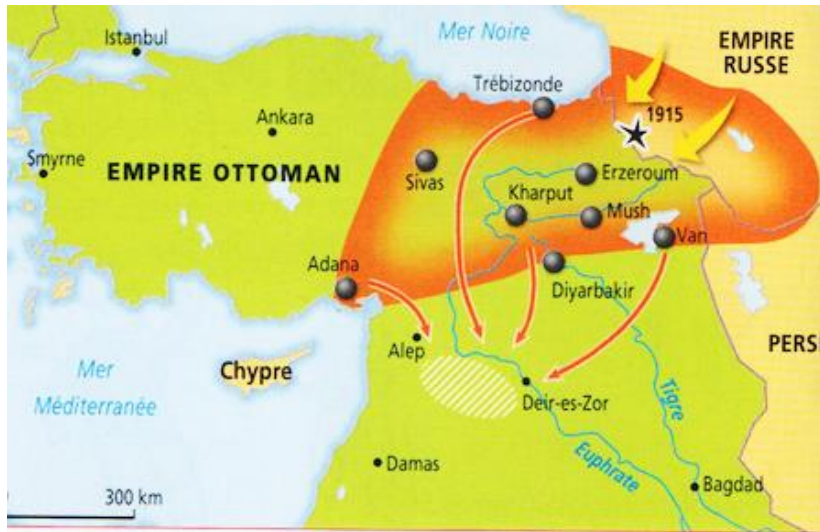 Istanbul
Mer Noire
EMPIRE
RUSSE
Trébizonde
1915
Ankara
Smyrne
EMPIRE OTTOMAN
Sivas
Erzeroum
Kharput
Mush
Van
Adana
Diyarbakir
Alep
PERS
Chypre
Mer
Méditerranée
Deir-es-Zor
Tigre
Euphrate
Damas
Bagdad
300 km